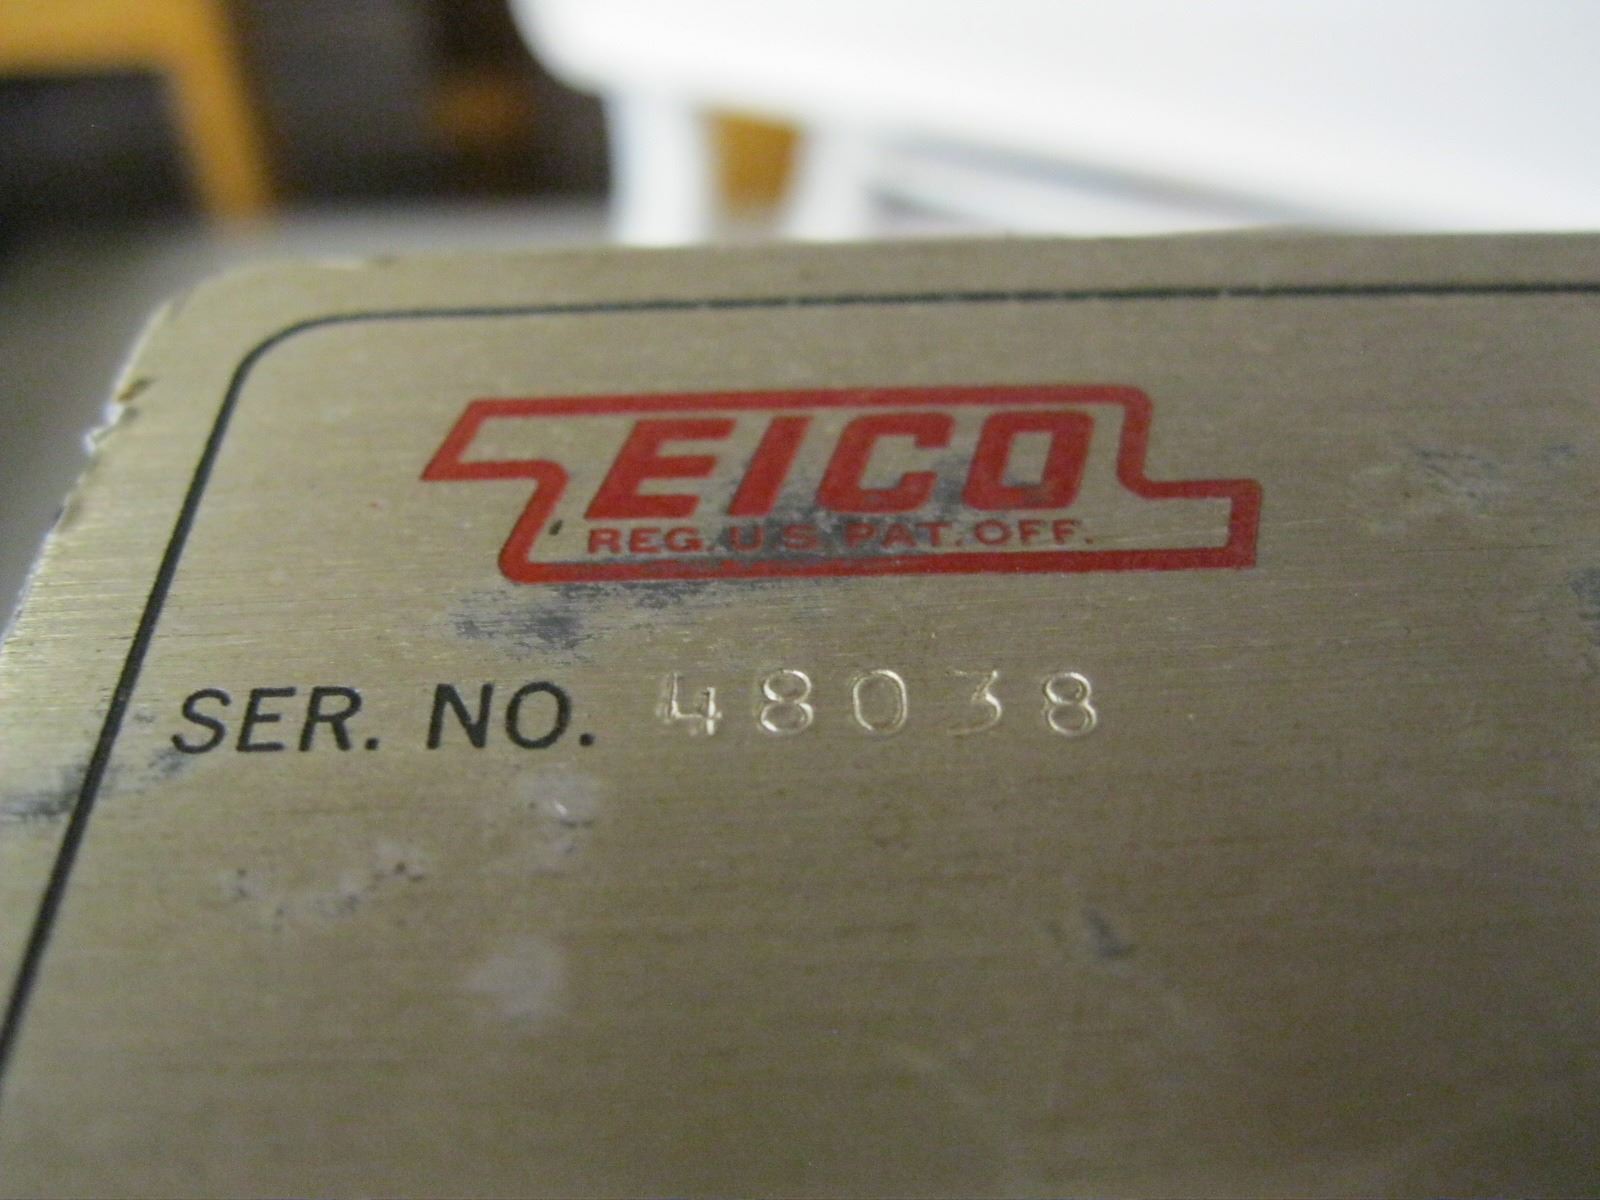 EICO
REG. U.S. PAT. OFF.
SER. NO. 48038